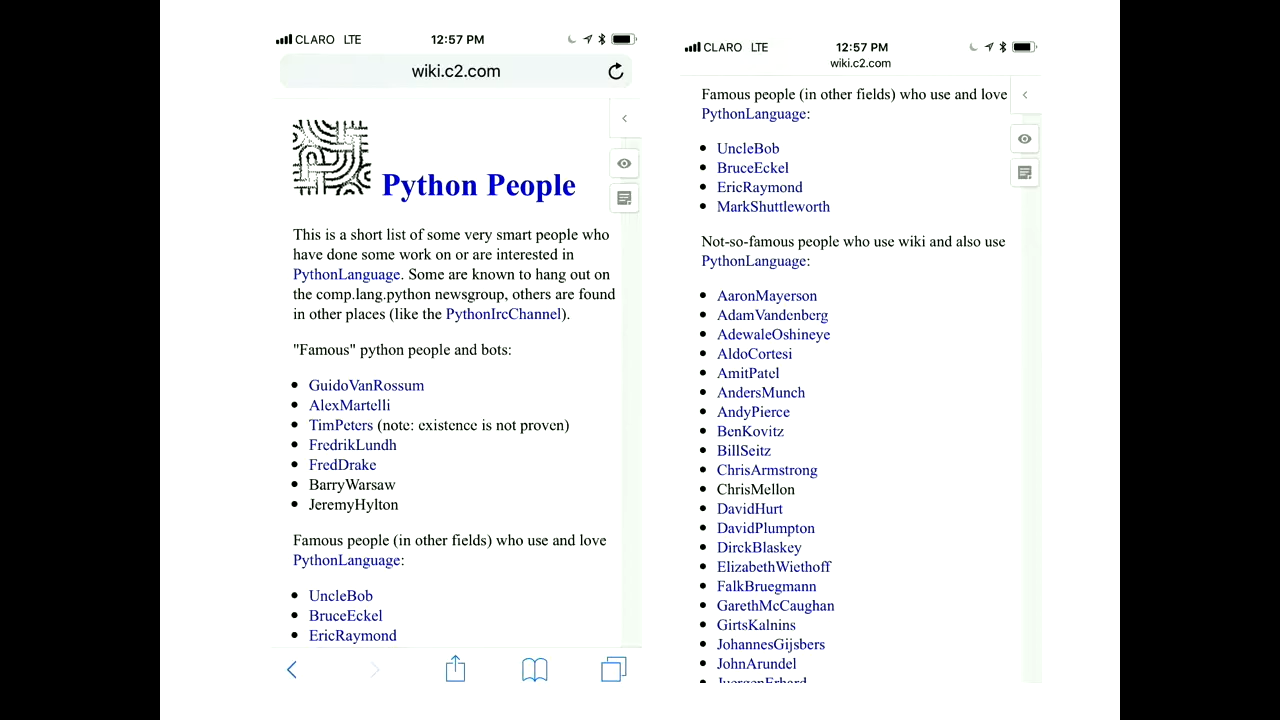 CLARO LTE 12:57 PM
wiki.c2.com
Python People
This is a short list of some very smart people who
have done some work on or are interested in
PythonLanguage. Some are known to hang out on
the comp.lang.python newsgroup, others are found
in other places (like the PythonIrcChannel).
"Famous" python people and bots:
GuidoVanRossum
AlexMartelli
TimPeters (note: existence is not proven)
FredrikLundh
FredDrake
BarryWarsaw
JeremyHylton
Famous people (in other fields) who use and love
PythonLanguage:
UncleBob
BruceEckel
EricRaymond
CLARO LTE 12:57 PM
wiki.c2.com
Famous people (in other fields) who use and love
PythonLanguage:
UncleBob
BruceEckel
EricRaymond
MarkShuttleworth
Not-so-famous people who use wiki and also use
PythonLanguage:
AaronMayerson
AdamVandenberg
AdewaleOshineye
AldoCortesi
AmitPatel
AndersMunch
AndyPierce
BenKovitz
BillSeitz
ChrisArmstrong
ChrisMellon
DavidHurt
DavidPlumpton
DirckBlaskey
ElizabethWiethoff
FalkBruegmann
GarethMcCaughan
GirtsKalnins
JohannesGijsbers
JohnArundel